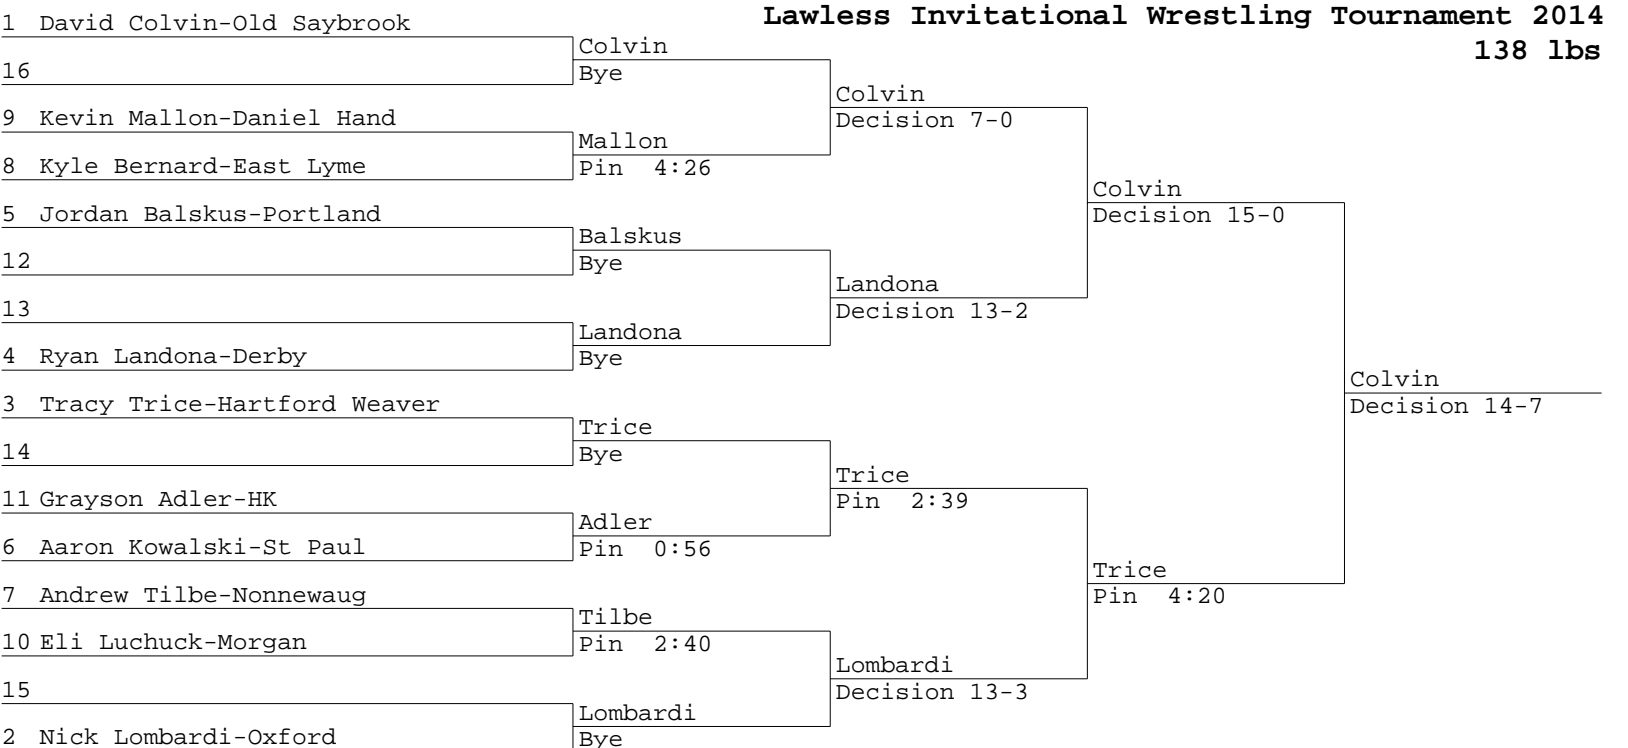 Lawless Invitational Wrestling Tournament 2014
138 lbs
1 David Colvin-Old Saybrook
16
9 Kevin Mallon-Daniel Hand
8 Kyle Bernard-East Lyme
5 Jordan Balskus-Portland
12
13
4 Ryan Landona-Derby
3 Tracy Trice-Hartford Weaver
14
11 Grayson Adler-HK
6 Aaron Kowalski-St Paul
7 Andrew Tilbe-Nonnewaug
10 Eli Luchuck-Morgan
15
2 Nick Lombardi-Oxford
Colvin
Bye
Mallon
Pin 4:26
Balskus
Bye
Landona
Bye
Trice
Bye
Adler
Pin 0:56
Tilbe
Pin 2:40
Lombardi
Bye
Colvin
Decision 7-0
Landona
Decision 13-2
Trice
Pin 2:39
Lombardi
Decision 13-3
Colvin
Decision 15-0
Trice
Pin 4:20
Colvin
Decision 14-7